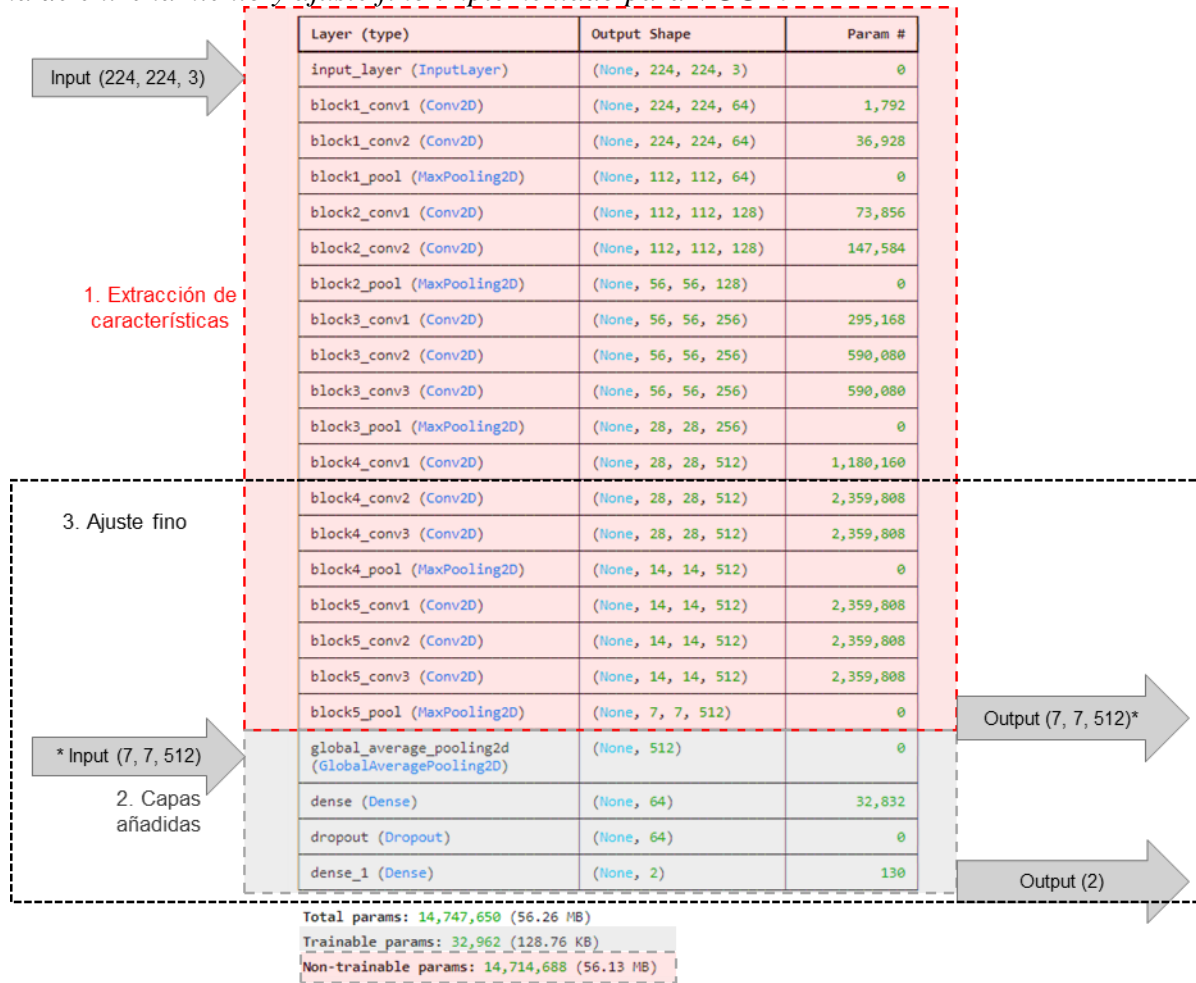 Layer (type) Output Shape Param #
Input (224, 224, 3)
input_layer (InputLayer) (None, 224, 224, 3) 0
block1_conv1 (Conv2D) (None, 224, 224, 64) 1,792
block1_conv2 (Conv2D) (None, 224, 224, 64) 36,928
block1_pool (MaxPooling2D) (None, 112, 112, 64) 0
block2_conv1 (Conv2D) (None, 112, 112, 128) 73,856
block2_conv2 (Conv2D) (None, 112, 112, 128) 147,584
block2_pool (MaxPooling2D) (None, 56, 56, 128) 0
1. Extracción de
características
block3_conv1 (Conv2D) (None, 56, 56, 256) 295,168
block3_conv2 (Conv2D) (None, 56, 56, 256) 590,080
block3_conv3 (Conv2D) (None, 56, 56, 256) 590,080
block3_pool (MaxPooling2D) (None, 28, 28, 256) 0
block4_conv1 (Conv2D) (None, 28, 28, 512) 1,180,160
block4_conv2 (Conv2D) (None, 28, 28, 512) 2,359,808
3. Ajuste fino
block4_conv3 (Conv2D) (None, 28, 28, 512) 2,359,808
block4_pool (MaxPooling2D) (None, 14, 14, 512) 0
block5_conv1 (Conv2D) (None, 14, 14, 512) 2,359,808
block5_conv2 (Conv2D) (None, 14, 14, 512) 2,359,808
block5_conv3 (Conv2D) (None, 14, 14, 512) 2,359,808
block5_pool (MaxPooling2D) (None, 7, 7, 512) 0
Output (7, 7, 512)*
* Input (7, 7, 512)
global_average_pooling2d (None, 512) 0
(GlobalAveragePooling2D)
2. Capas
añadidas
dense (Dense) (None, 64) 32,832
dropout (Dropout) (None, 64) 0
dense_1 (Dense) (None, 2) 130
Output (2)
Total params: 14,747,650 (56.26 MB)
Trainable params: 32,962 (128.76 KB)
Non-trainable params: 14,714,688 (56.13 MB)